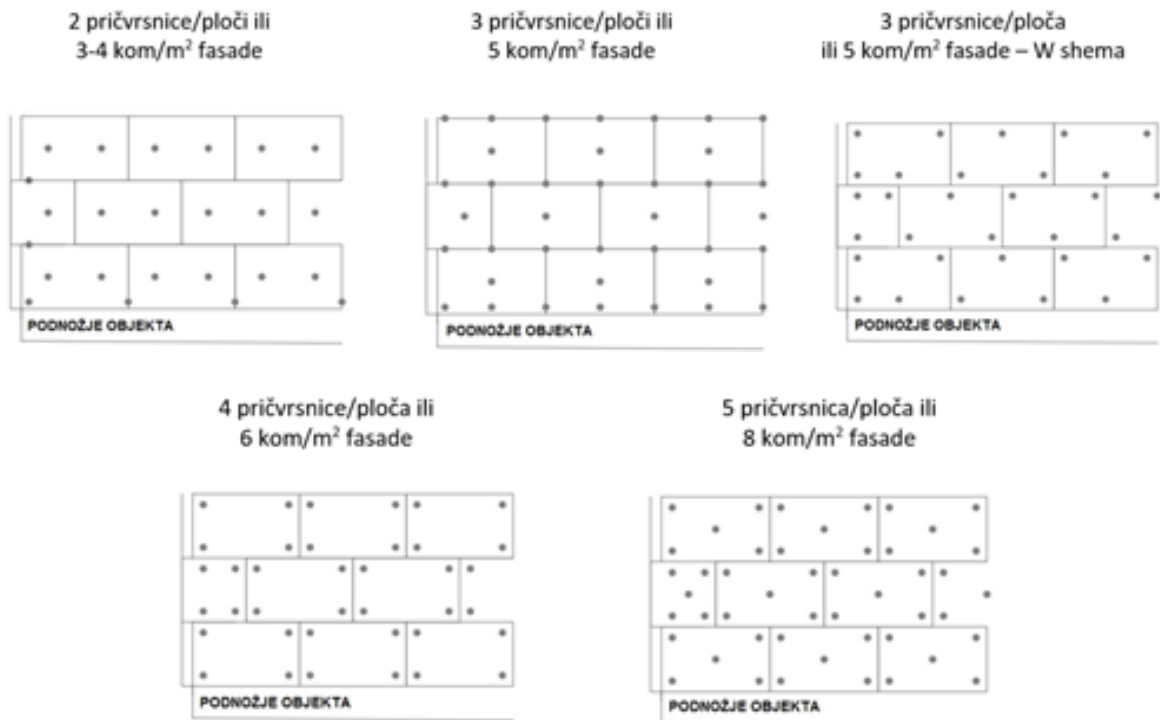 2 pričvrsnice/ploči ili
3-4 kom/m² fasade
3 pričvrsnice/ploči ili
5 kom/m² fasade
3 pričvrsnice/ploča
ili 5 kom/m² fasade – W shema
PODNOŽJE OBJEKTA
PODNOŽJE OBJEKTA
PODNOŽJE OBJEKTA
4 pričvrsnice/ploča ili
6 kom/m² fasade
5 pričvrsnica/ploča ili
8 kom/m² fasade
PODNOŽJE OBJEKTA
PODNOŽJE OBJEKTA